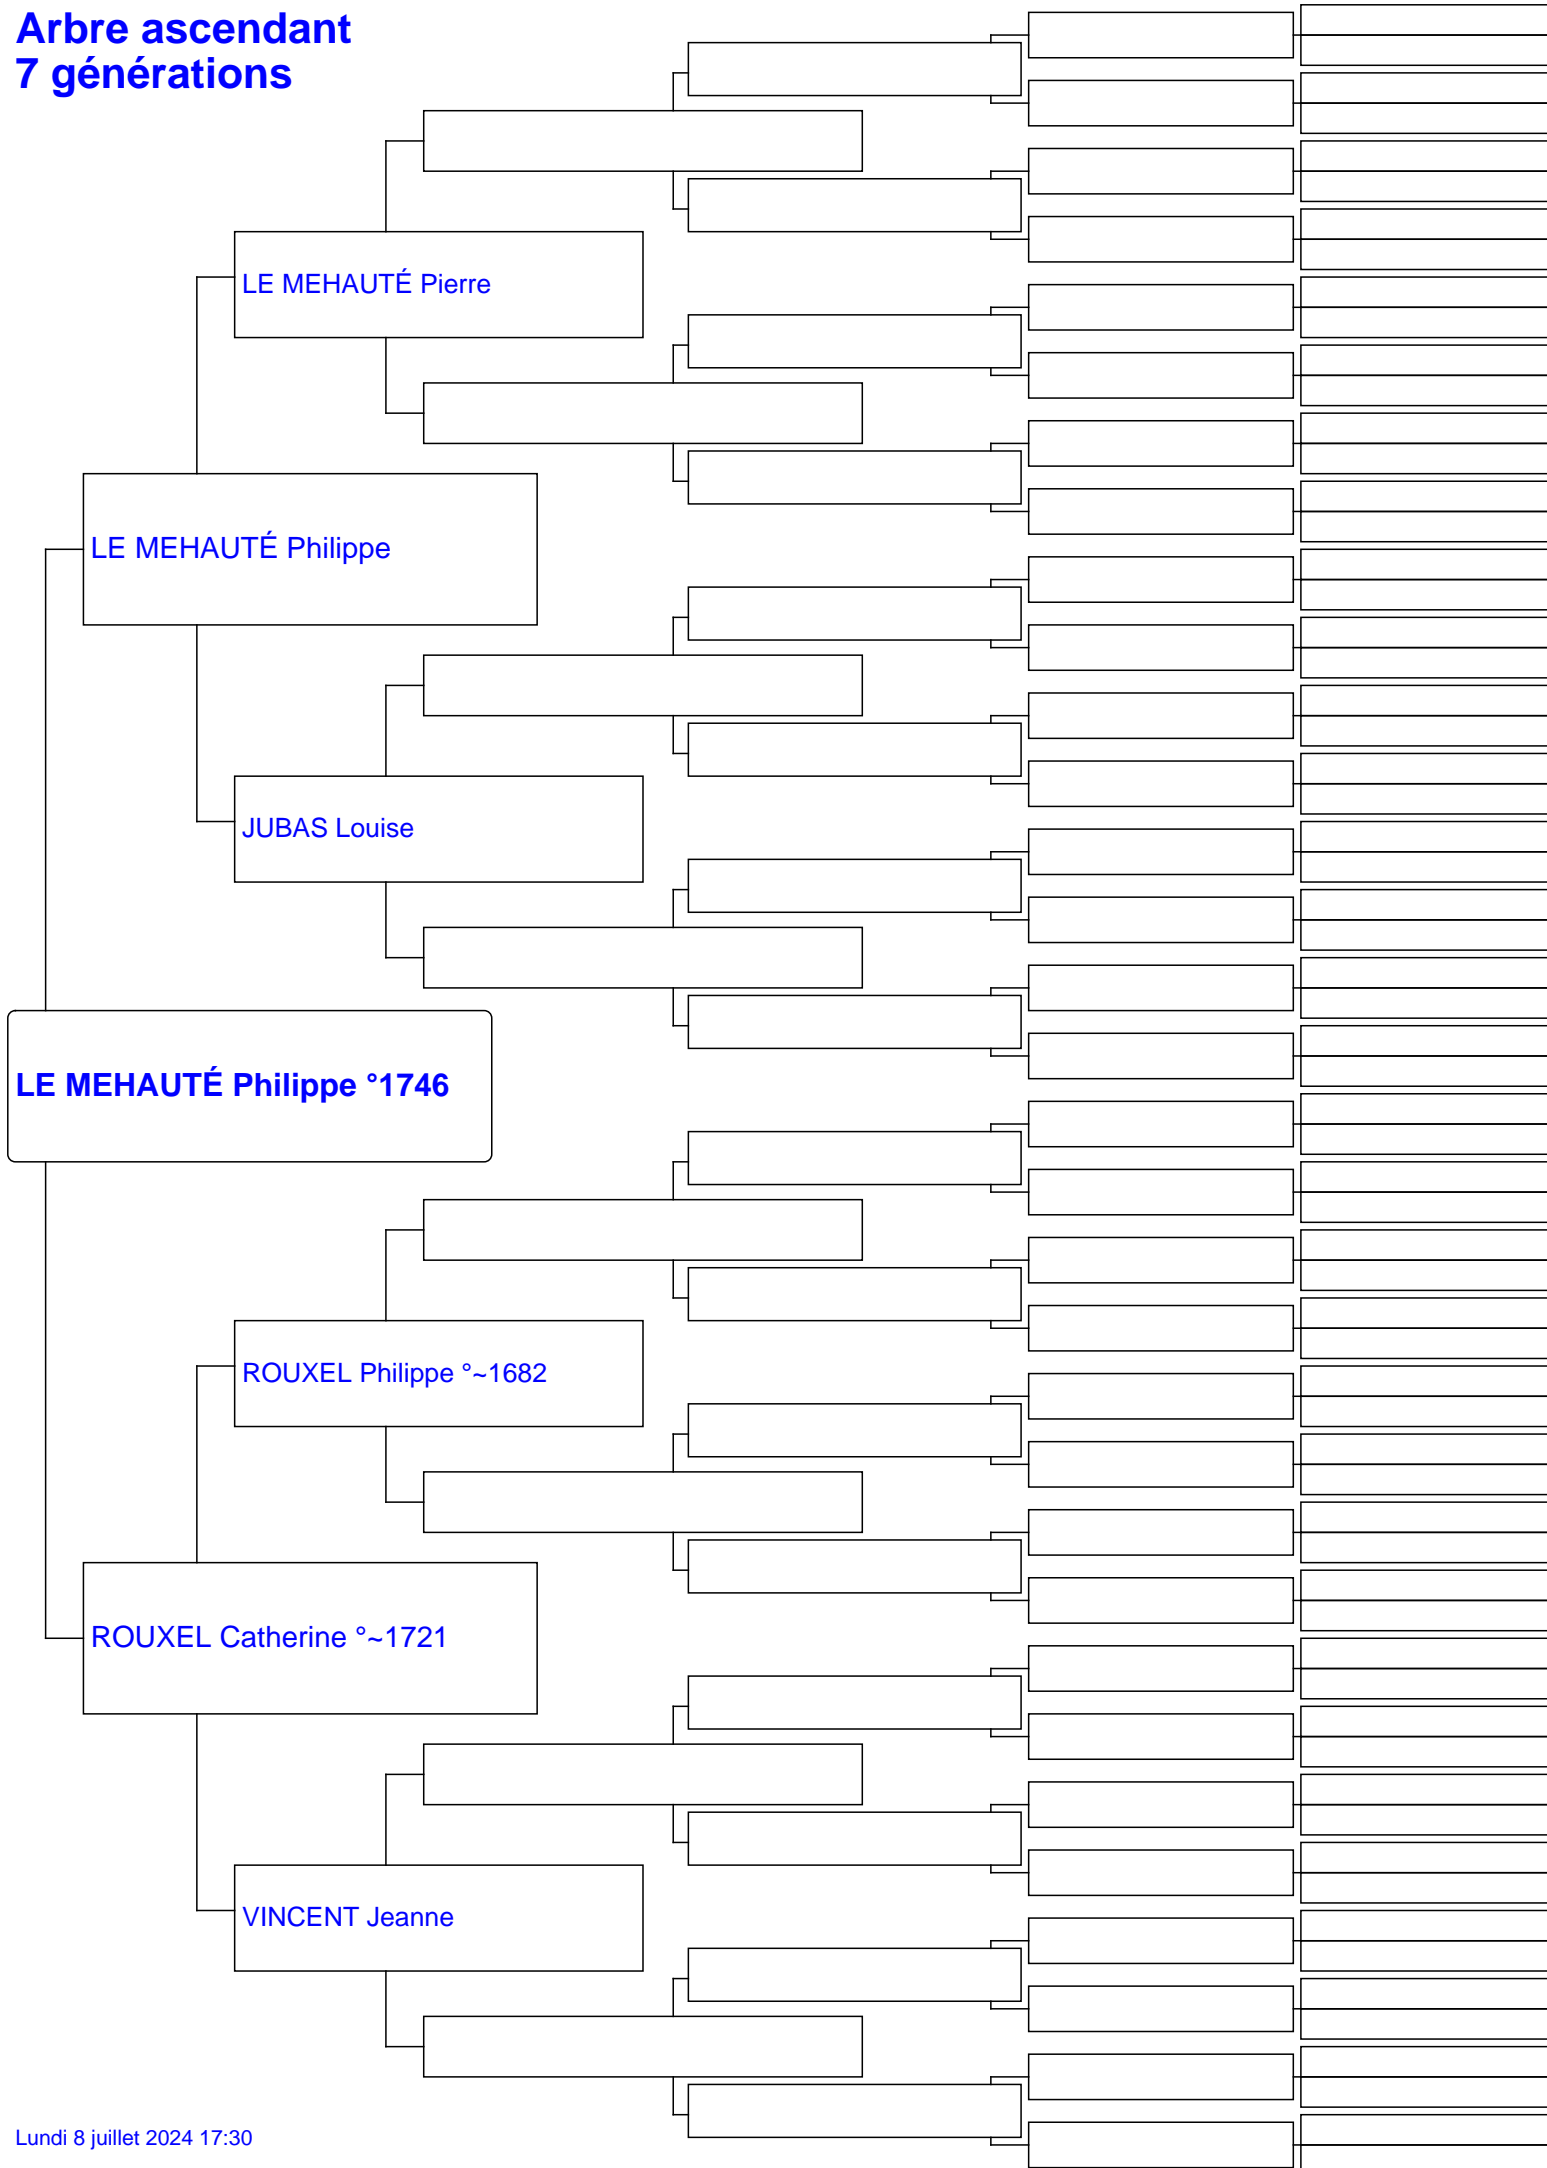 Arbre ascendant
7 générations
LE MEHAUTÉ Pierre
LE MEHAUTÉ Philippe
JUBAS Louise
LE MEHAUTÉ Philippe °1746
ROUXEL Philippe °~1682
ROUXEL Catherine °~1721
VINCENT Jeanne
Lundi 8 juillet 2024 17:30